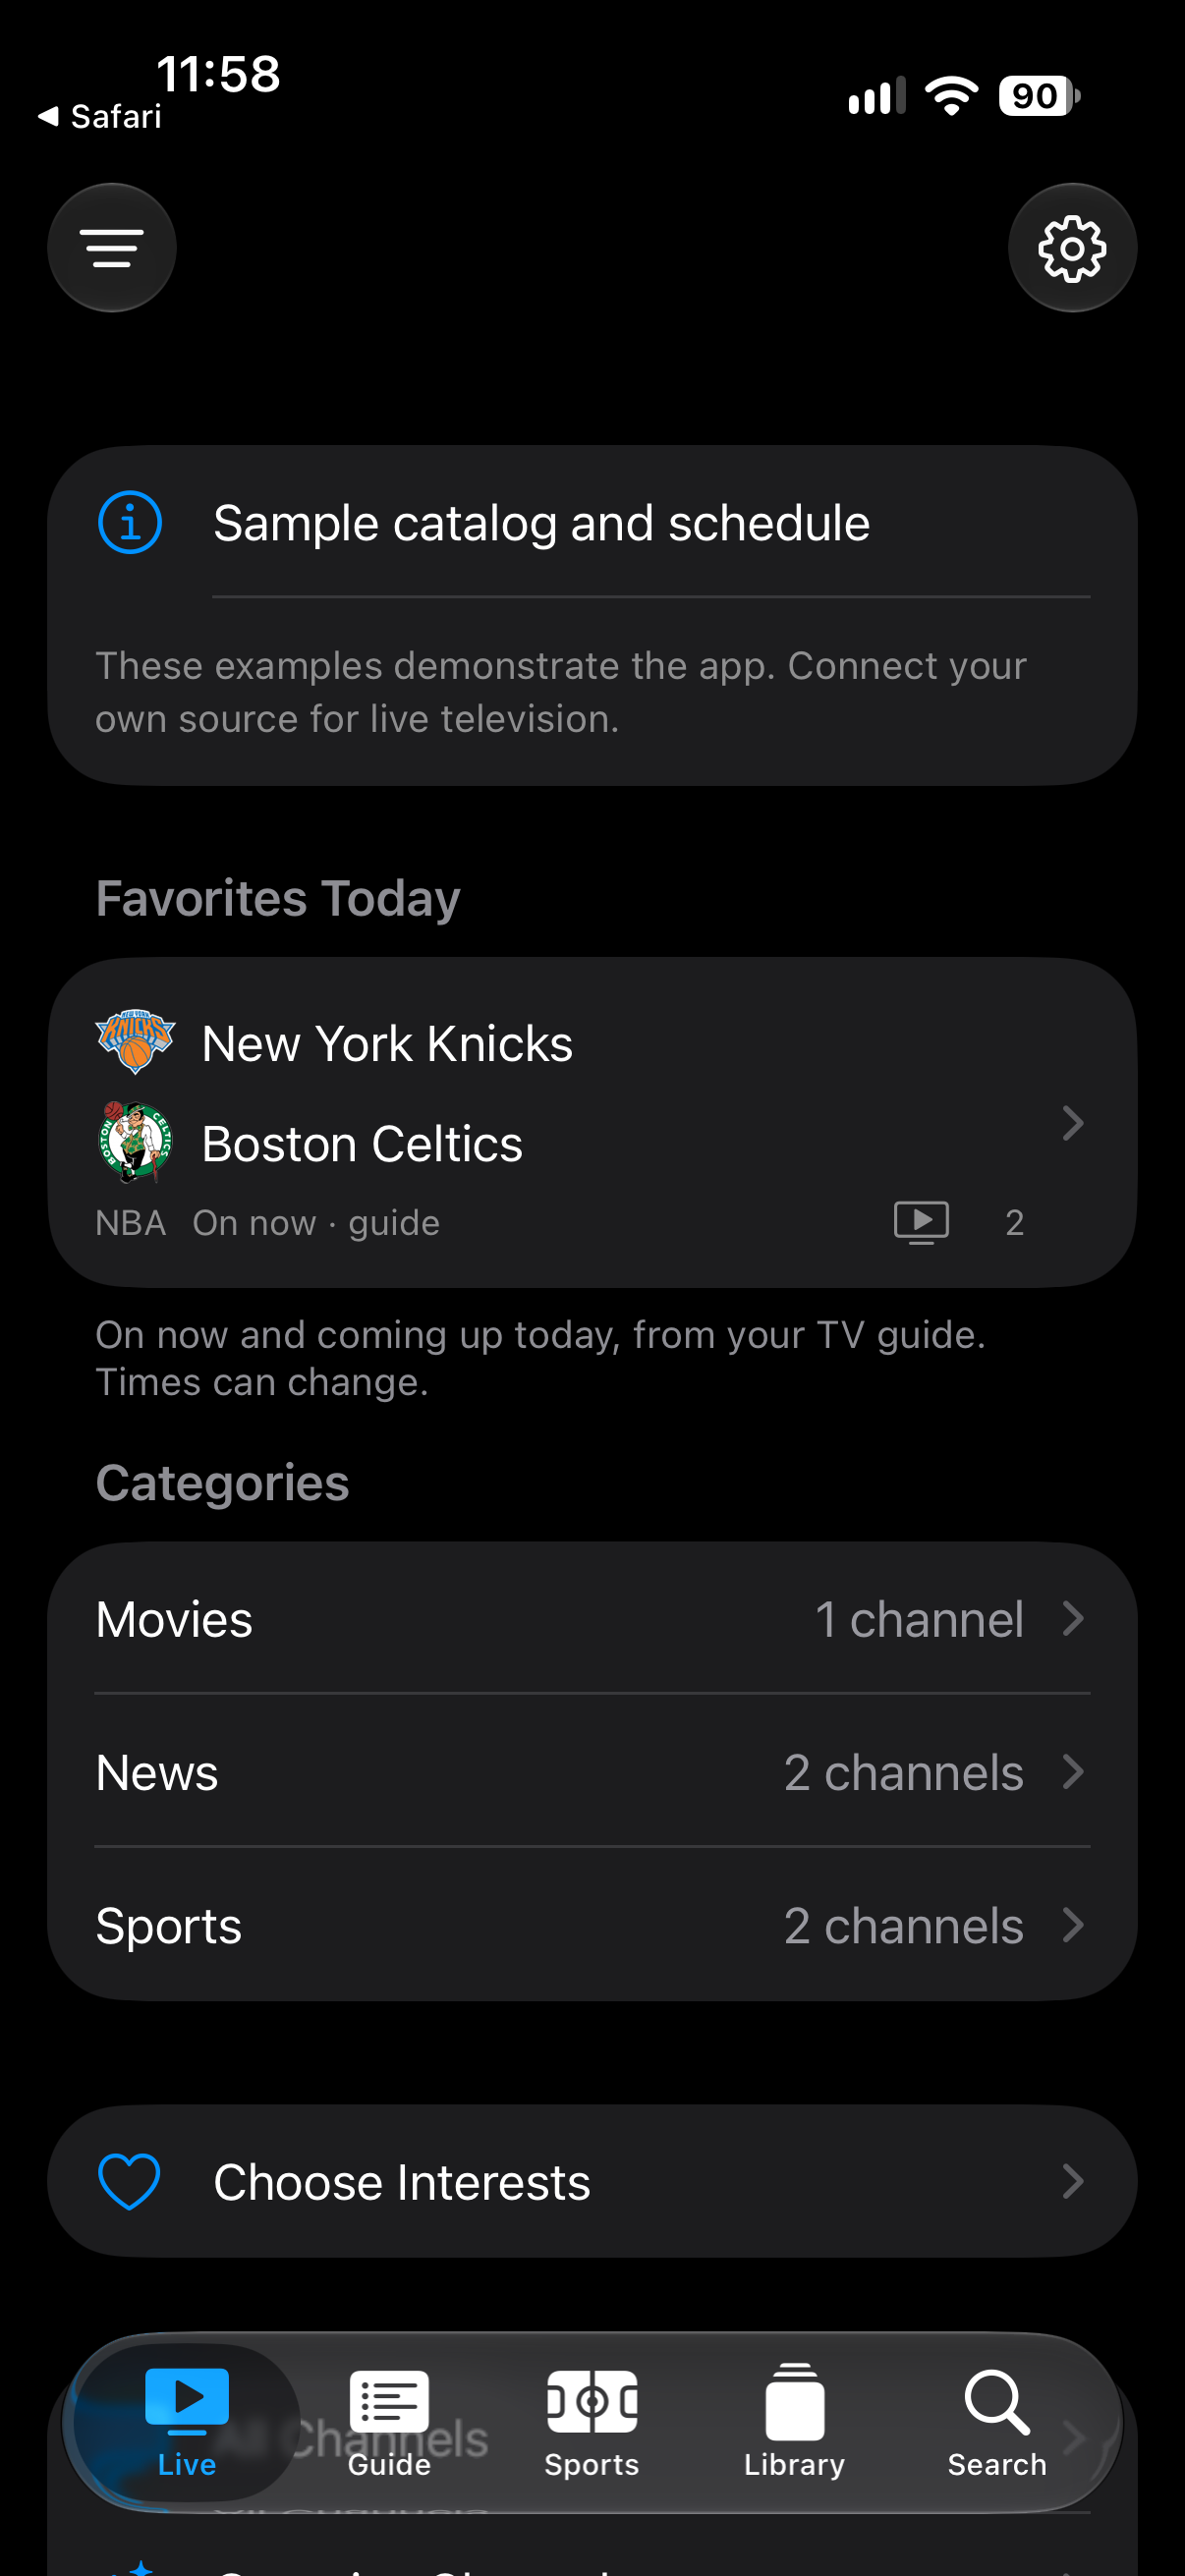 11:58
Safari
90
Sample catalog and schedule
These examples demonstrate the app. Connect your
own source for live television.
Favorites Today
New York Knicks
Boston Celtics
NBA On now · guide 2
On now and coming up today, from your TV guide.
Times can change.
Categories
Movies 1 channel
News 2 channels
Sports 2 channels
Choose Interests
All Channels
Live Guide Sports Library Search